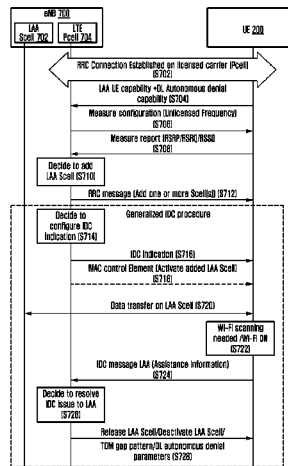 eNB 700
LAA
Scell 702
LTE
Pcell 704
UE 200
RRC Connection Established on licensed carrier (Pcell)
(S702)
LAA UE capability +DL Autonomous denial
capability (S704)
Measure configuration (Unlicensed Frequency)
(S706)
Measure report (RSRP/RSRQ/RSSI)
(S708)
Decide to add
LAA Scell (S710)
RRC message (Add one or more Scell(s)) (S712)
Decide to
configure IDC
Indication (S714)
Generalized IDC procedure
IDC Indication (S716)
MAC control Element (Activate added LAA Scell)
(S718)
Data transfer on LAA Scell (S720)
Wi-Fi scanning
needed /Wi-Fi ON
(S722)
IDC message LAA (Assistance Information)
(S724)
Decide to resolve
IDC issue to LAA
(S726)
Release LAA Scell/Deactivate LAA Scell/
TDM gap pattern/DL autonomous denial
parameters (S728)